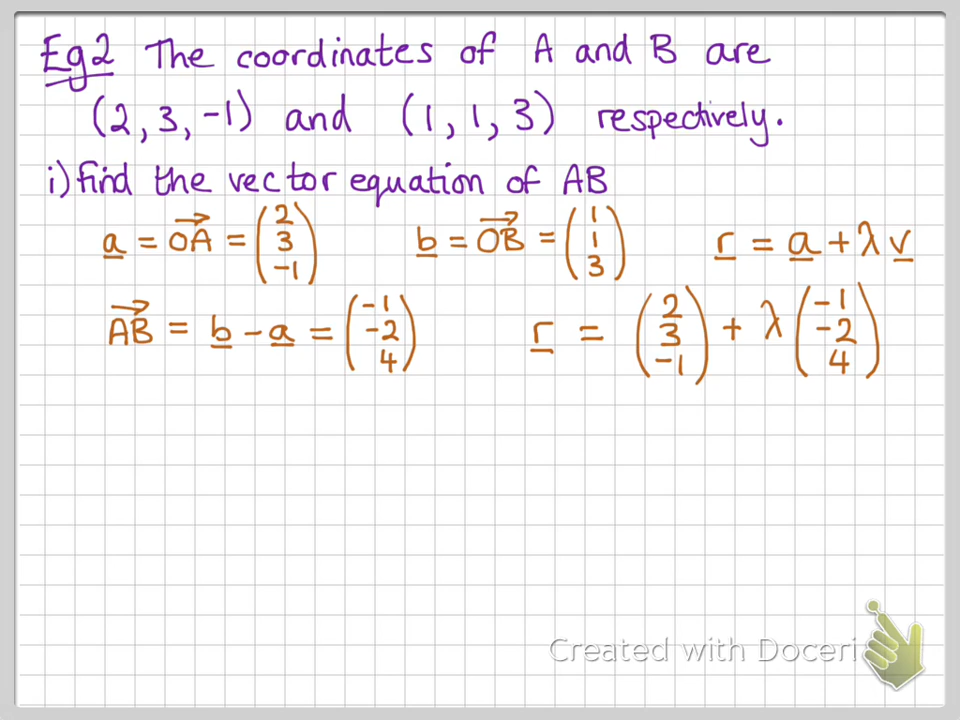 Eg2 The coordinates of A and B are
(2, 3, -1) and (1, 1, 3) respectively.
i) find the vector equation of AB
a = OA = (2 3 -1) b = OB = (1 1 3) r = a + λ v
AB = b - a = (-1 -2 4) r = (2 3 -1) + λ (-1 -2 4)
Created with Doceri